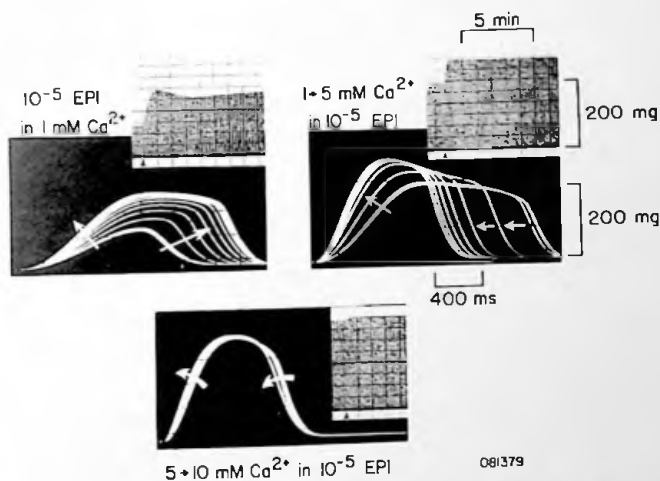 5 min
10⁻⁵ EPI
in 1 mM Ca²⁺
1→5 mM Ca²⁺
in 10⁻⁵ EPI
200 mg
200 mg
400 ms
5→10 mM Ca²⁺ in 10⁻⁵ EPI
081379